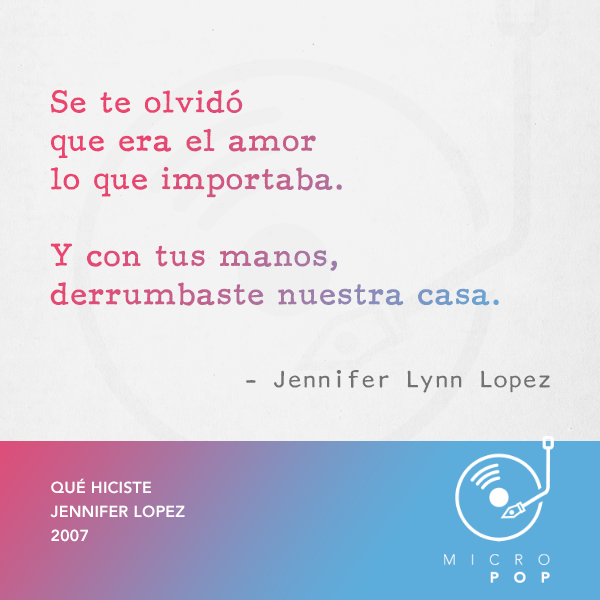 Se te olvidó
que era el amor
lo que importaba.
Y con tus manos,
derrumbaste nuestra casa.
– Jennifer Lynn Lopez
QUÉ HICISTE
JENNIFER LOPEZ
2007
MICRO
POP